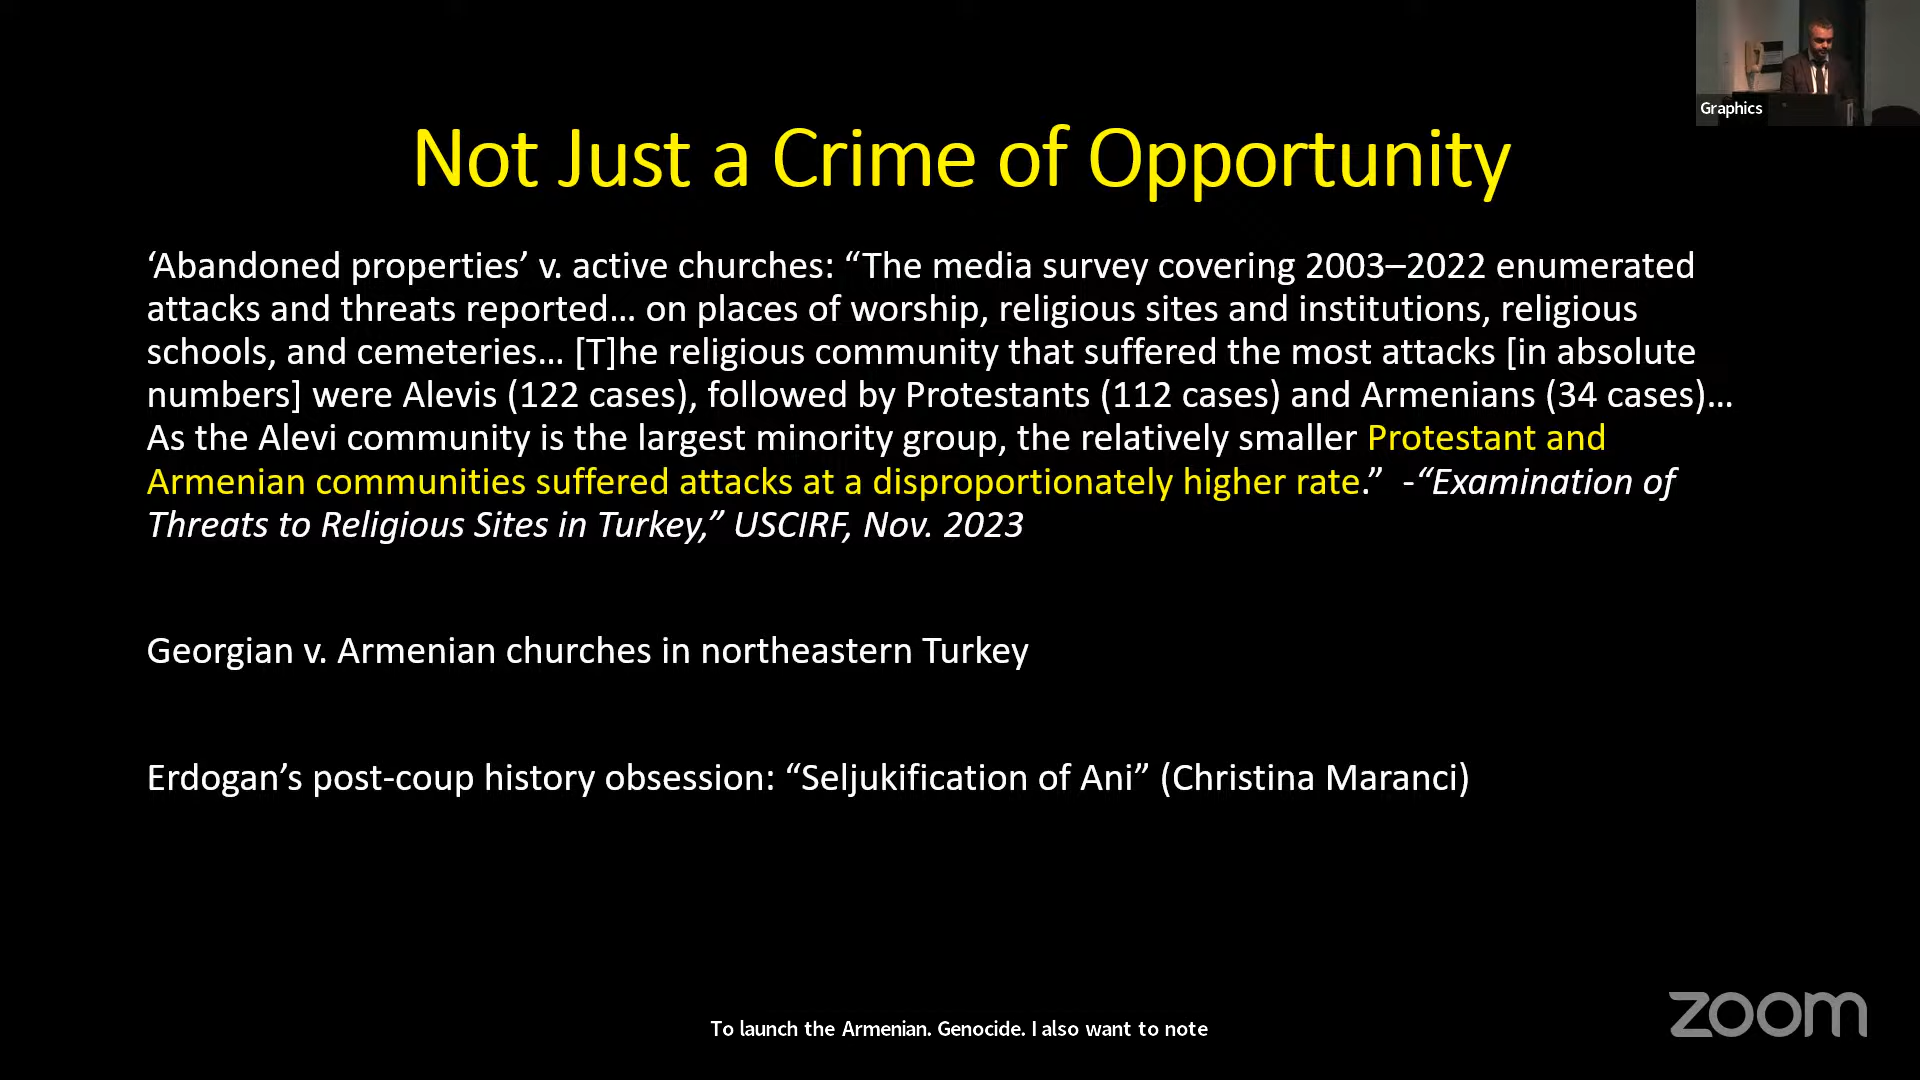 Graphics
Not Just a Crime of Opportunity
‘Abandoned properties’ v. active churches: “The media survey covering 2003–2022 enumerated
attacks and threats reported… on places of worship, religious sites and institutions, religious
schools, and cemeteries… [T]he religious community that suffered the most attacks [in absolute
numbers] were Alevis (122 cases), followed by Protestants (112 cases) and Armenians (34 cases)…
As the Alevi community is the largest minority group, the relatively smaller Protestant and
Armenian communities suffered attacks at a disproportionately higher rate.” -“Examination of
Threats to Religious Sites in Turkey,” USCIRF, Nov. 2023
Georgian v. Armenian churches in northeastern Turkey
Erdogan’s post-coup history obsession: “Seljukification of Ani” (Christina Maranci)
zoom
To launch the Armenian. Genocide. I also want to note